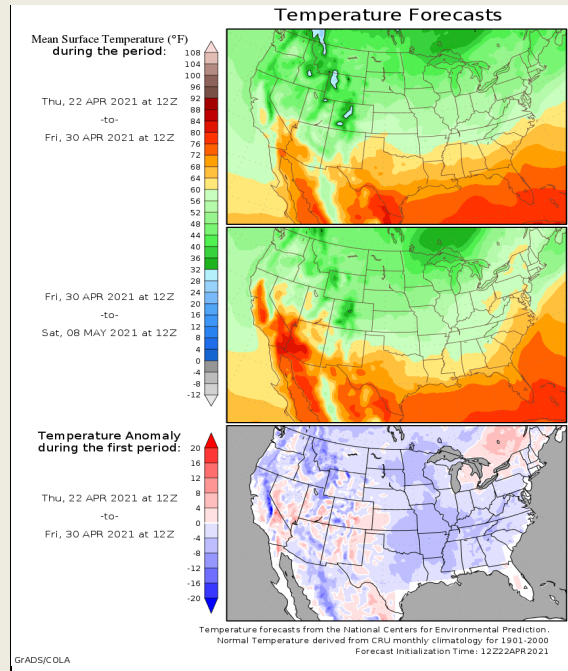 Temperature Forecasts
Mean Surface Temperature (°F)
during the period:
108
104
100
96
92
88
84
80
76
72
68
64
60
56
52
48
44
40
36
32
28
24
20
16
12
8
4
0
-4
-8
-12
Thu, 22 APR 2021 at 12Z
-to-
Fri, 30 APR 2021 at 12Z
Fri, 30 APR 2021 at 12Z
-to-
Sat, 08 MAY 2021 at 12Z
Temperature Anomaly
during the first period:
20
16
12
8
4
-4
-8
-12
-16
-20
Thu, 22 APR 2021 at 12Z
-to-
Fri, 30 APR 2021 at 12Z
Temperature forecasts from the National Centers for Environmental Prediction.
Normal Temperature derived from CRU monthly climatology for 1901-2000
Forecast Initialization Time: 12Z22APR2021
GrADS/COLA